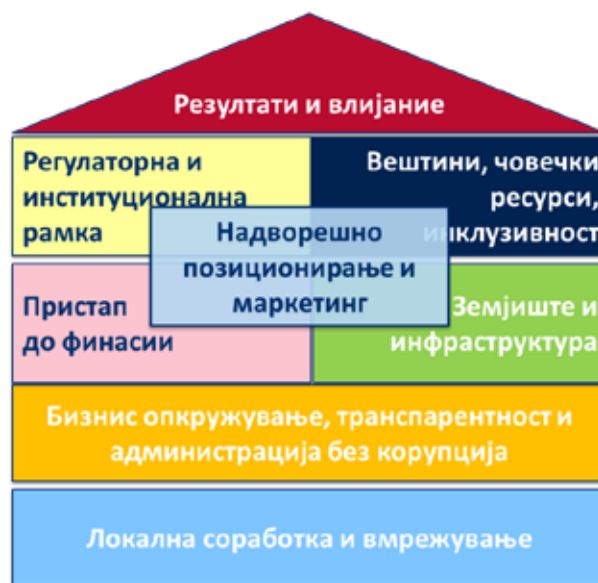 Резултати и влијание
Регулаторна и
институционална
рамка
Вештини, човечки
ресурси,
инклузивност
Надворешно
позиционирање и
маркетинг
Пристап
до финасии
Земјиште и
инфраструктура
Бизнис опкружување, транспарентност и
администрација без корупција
Локална соработка и вмрежување